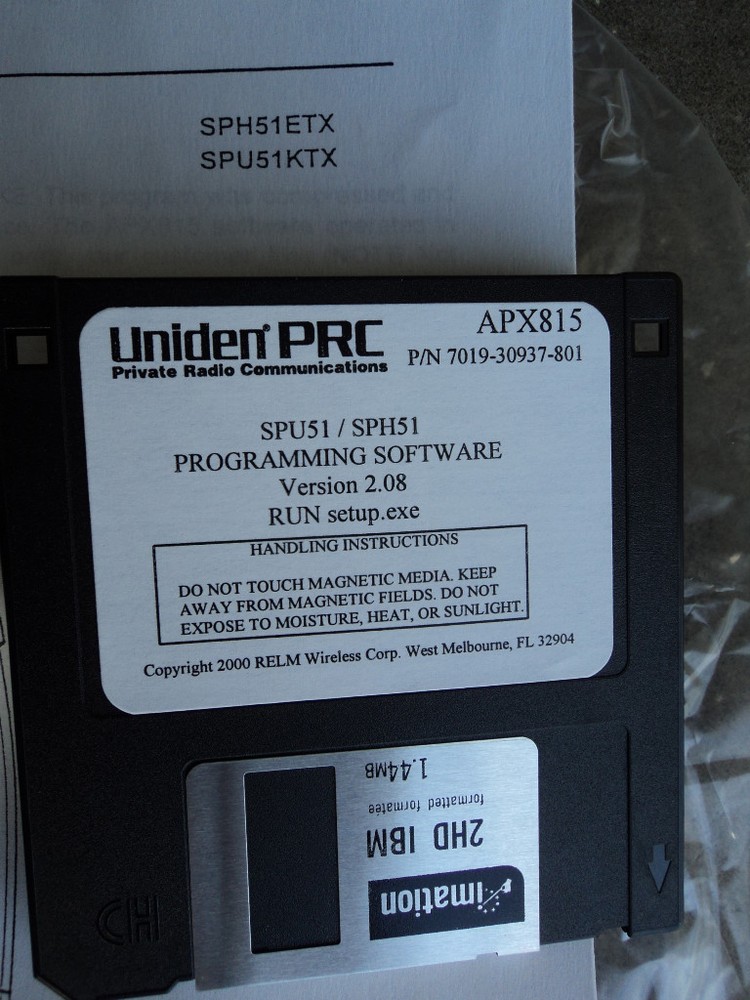 SPH51ETX
SPU51KTX
Uniden® PRC
Private Radio Communications
APX815
P/N 7019-30937-801
SPU51 / SPH51
PROGRAMMING SOFTWARE
Version 2.08
RUN setup.exe
HANDLING INSTRUCTIONS
DO NOT TOUCH MAGNETIC MEDIA. KEEP
AWAY FROM MAGNETIC FIELDS. DO NOT
EXPOSE TO MOISTURE, HEAT, OR SUNLIGHT.
Copyright 2000 RELM Wireless Corp. West Melbourne, FL 32904
imation
2HD IBM
formatted formatée
1.44MB